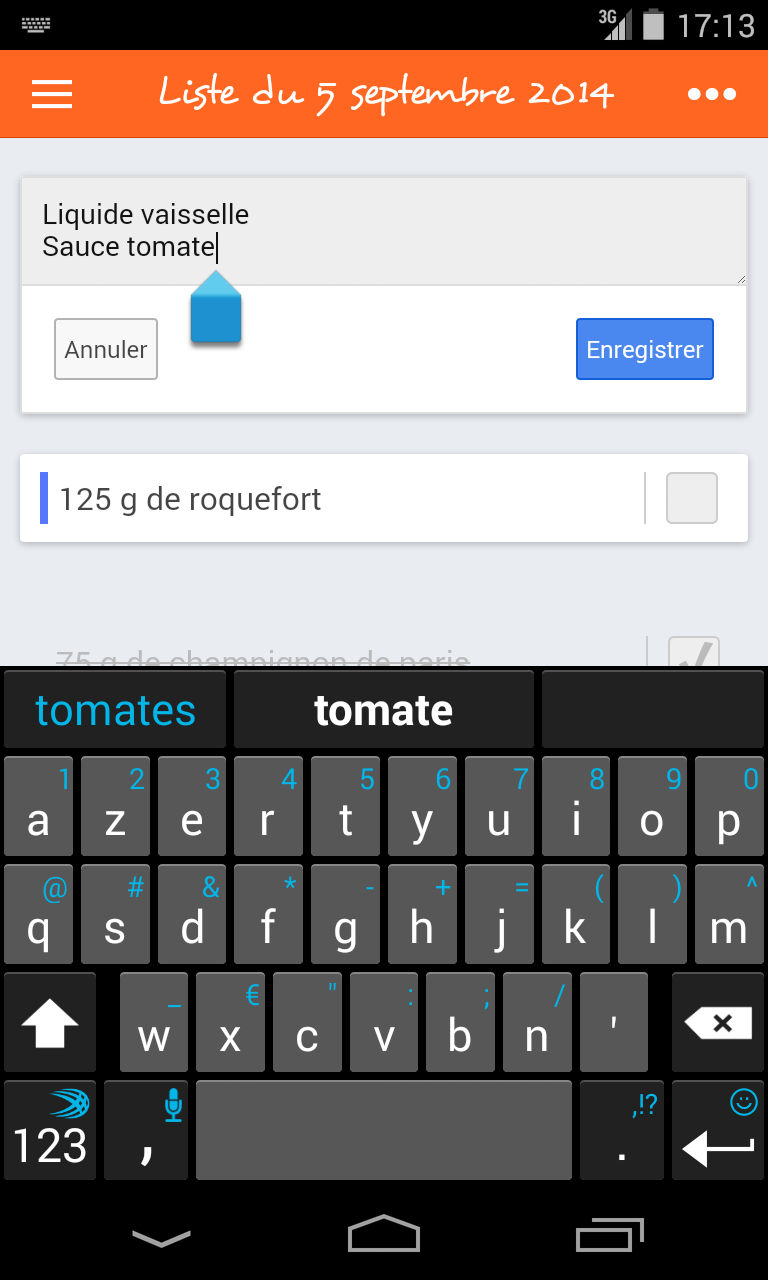 3G 17:13
Liste du 5 septembre 2014
Liquide vaisselle
Sauce tomate
Annuler Enregistrer
125 g de roquefort
75 g de champignon de paris
tomates tomate
1 2 3 4 5 6 7 8 9 0
a z e r t y u i o p
@ # & * - + = ( ) ^
q s d f g h j k l m
_ € " : ; /
w x c v b n '
,!?
123 , .